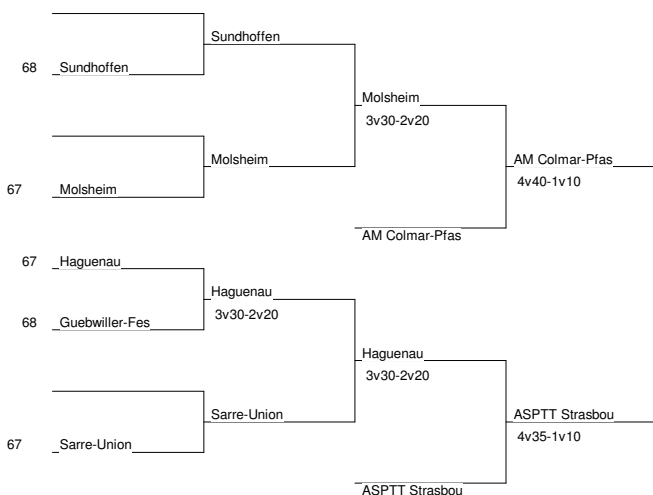 Sundhoffen
68 Sundhoffen
Molsheim
3v30-2v20
Molsheim
AM Colmar-Pfas
4v40-1v10
67 Molsheim
AM Colmar-Pfas
67 Haguenau
Haguenau
3v30-2v20
68 Guebwiller-Fes
Haguenau
3v30-2v20
Sarre-Union
ASPTT Strasbou
4v35-1v10
67 Sarre-Union
ASPTT Strasbou